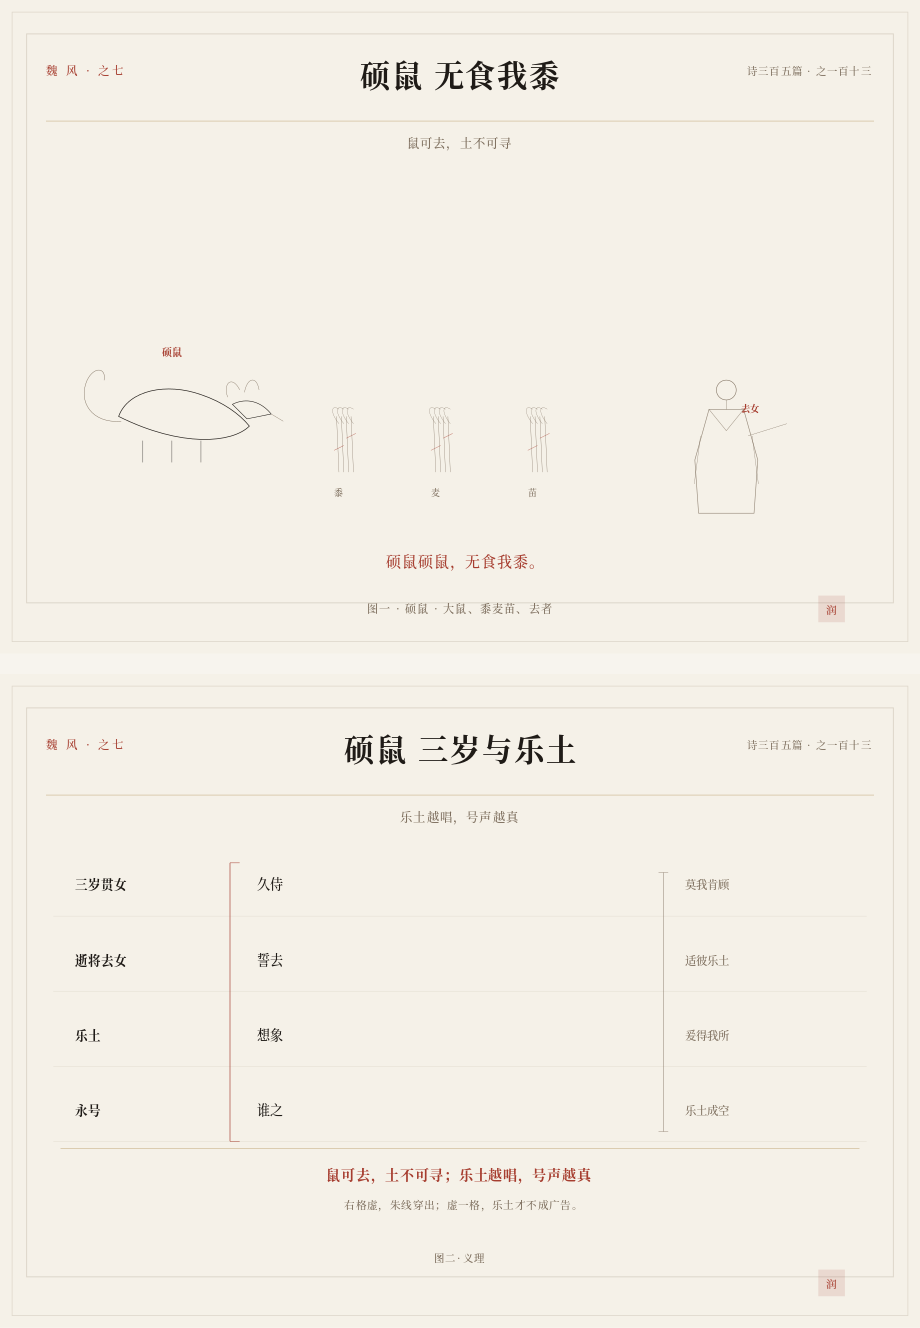 魏 风 · 之七
硕鼠 无食我黍
诗三百五篇 · 之一百十三
鼠可去，土不可寻
硕鼠
去女
黍
麦
苗
硕鼠硕鼠，无食我黍。
图一 · 硕鼠 · 大鼠、黍麦苗、去者
润
魏 风 · 之七
硕鼠 三岁与乐土
诗三百五篇 · 之一百十三
乐土越唱，号声越真
三岁贯女 久侍 莫我肯顾
逝将去女 誓去 适彼乐土
乐土 想象 爰得我所
永号 谁之 乐土成空
鼠可去，土不可寻；乐土越唱，号声越真
右格虚，朱线穿出；虚一格，乐土才不成广告。
图二 · 义理
润